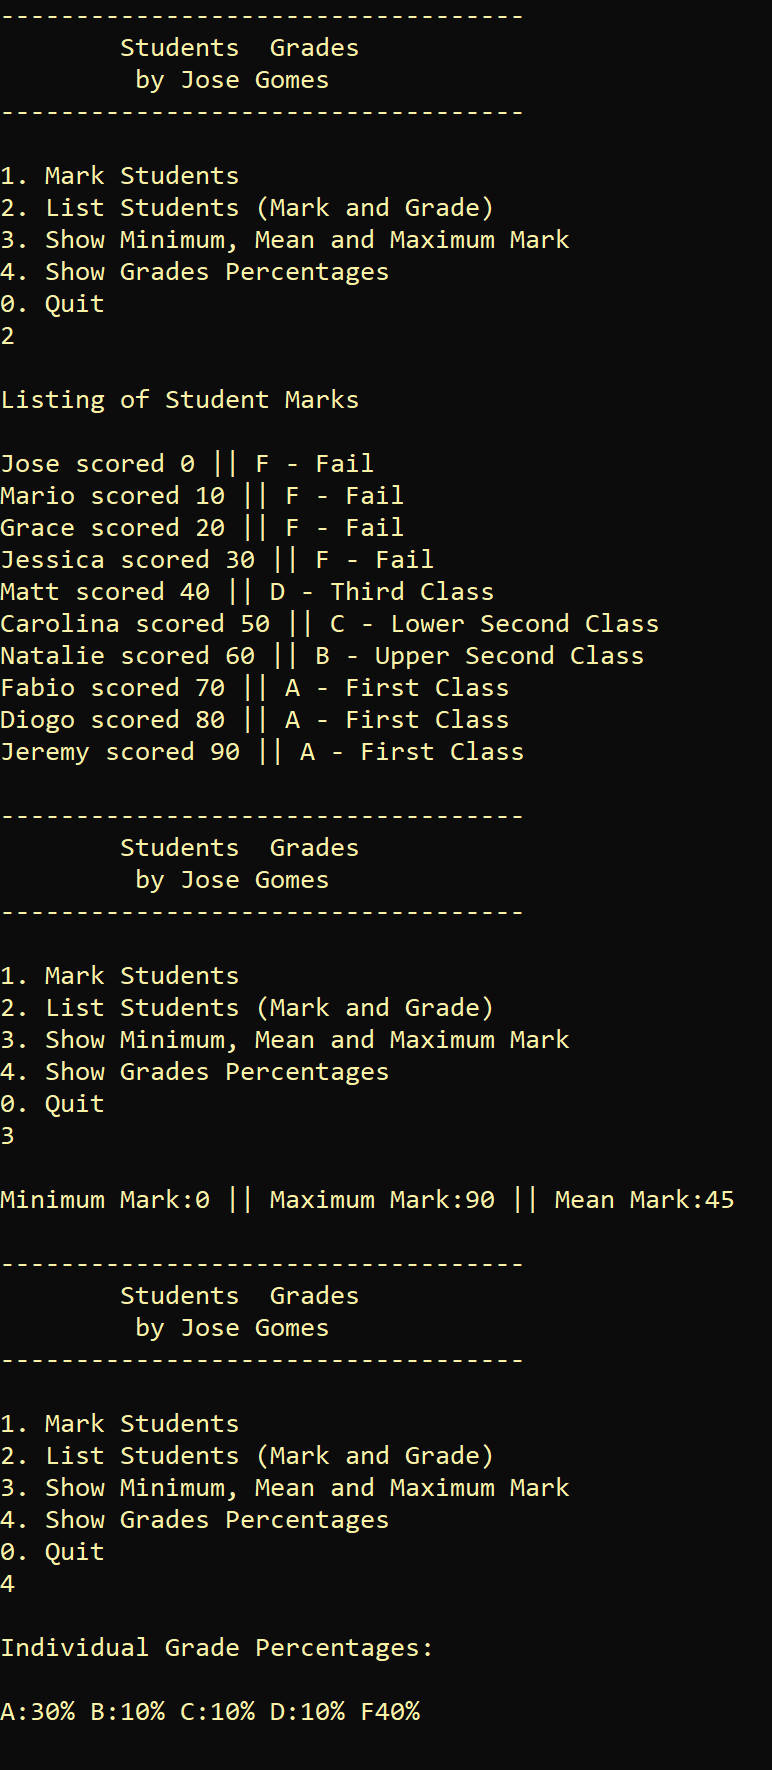 -----------------------------------
Students  Grades
by Jose Gomes
-----------------------------------
1. Mark Students
2. List Students (Mark and Grade)
3. Show Minimum, Mean and Maximum Mark
4. Show Grades Percentages
0. Quit
2
Listing of Student Marks
Jose scored 0 || F - Fail
Mario scored 10 || F - Fail
Grace scored 20 || F - Fail
Jessica scored 30 || F - Fail
Matt scored 40 || D - Third Class
Carolina scored 50 || C - Lower Second Class
Natalie scored 60 || B - Upper Second Class
Fabio scored 70 || A - First Class
Diogo scored 80 || A - First Class
Jeremy scored 90 || A - First Class
-----------------------------------
Students  Grades
by Jose Gomes
-----------------------------------
1. Mark Students
2. List Students (Mark and Grade)
3. Show Minimum, Mean and Maximum Mark
4. Show Grades Percentages
0. Quit
3
Minimum Mark:0 || Maximum Mark:90 || Mean Mark:45
-----------------------------------
Students  Grades
by Jose Gomes
-----------------------------------
1. Mark Students
2. List Students (Mark and Grade)
3. Show Minimum, Mean and Maximum Mark
4. Show Grades Percentages
0. Quit
4
Individual Grade Percentages:
A:30% B:10% C:10% D:10% F40%